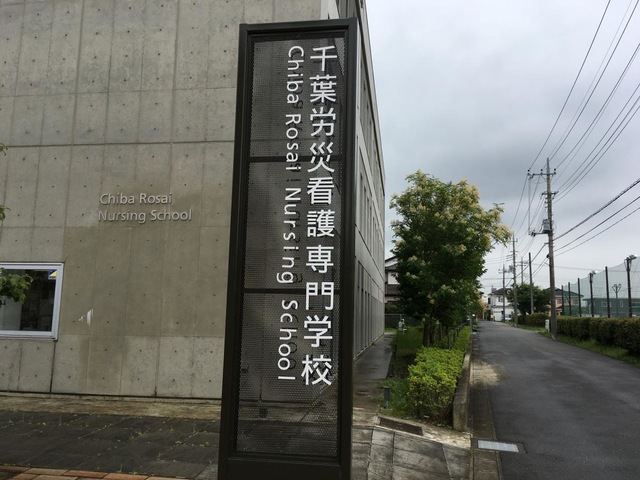 千葉労災看護専門学校
Chiba Rosai Nursing School
Chiba Rosai
Nursing School